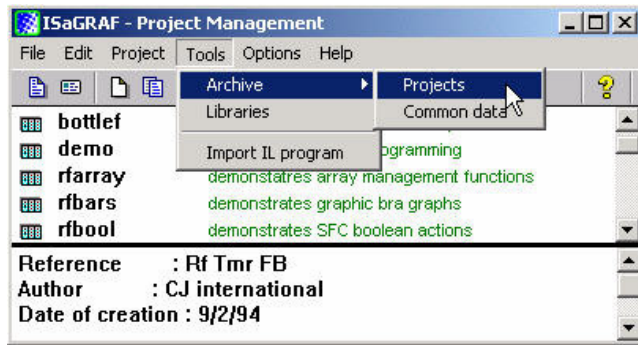 ISaGRAF - Project Management
File Edit Project Tools Options Help
Archive Projects
Libraries Common data
Import IL program
bottlef
demo ogramming
rfarray demonstatres array management functions
rfbars demonstrates graphic bra graphs
rfbool demonstrates SFC boolean actions
Reference : Rf Tmr FB
Author : CJ international
Date of creation : 9/2/94